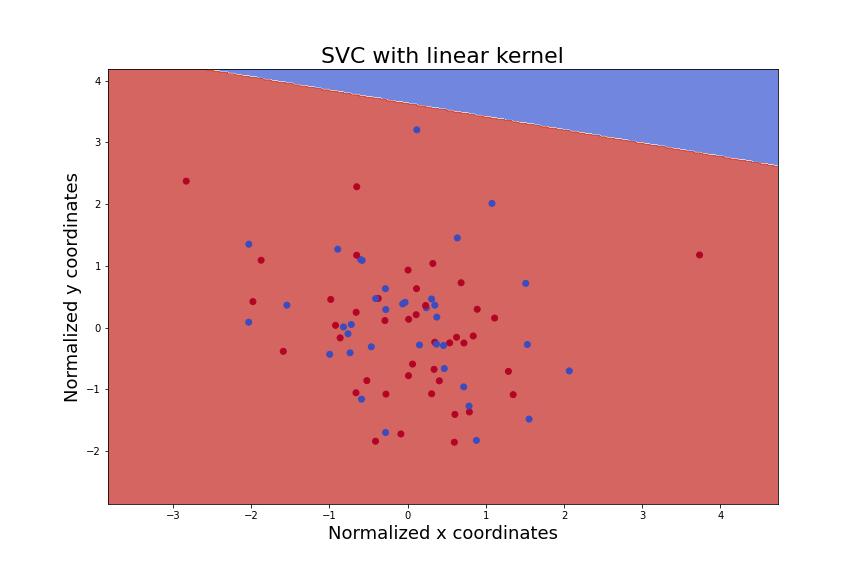 SVC with linear kernel
4
3
2
1
0
−1
−2
Normalized y coordinates
−3 −2 −1 0 1 2 3 4
Normalized x coordinates